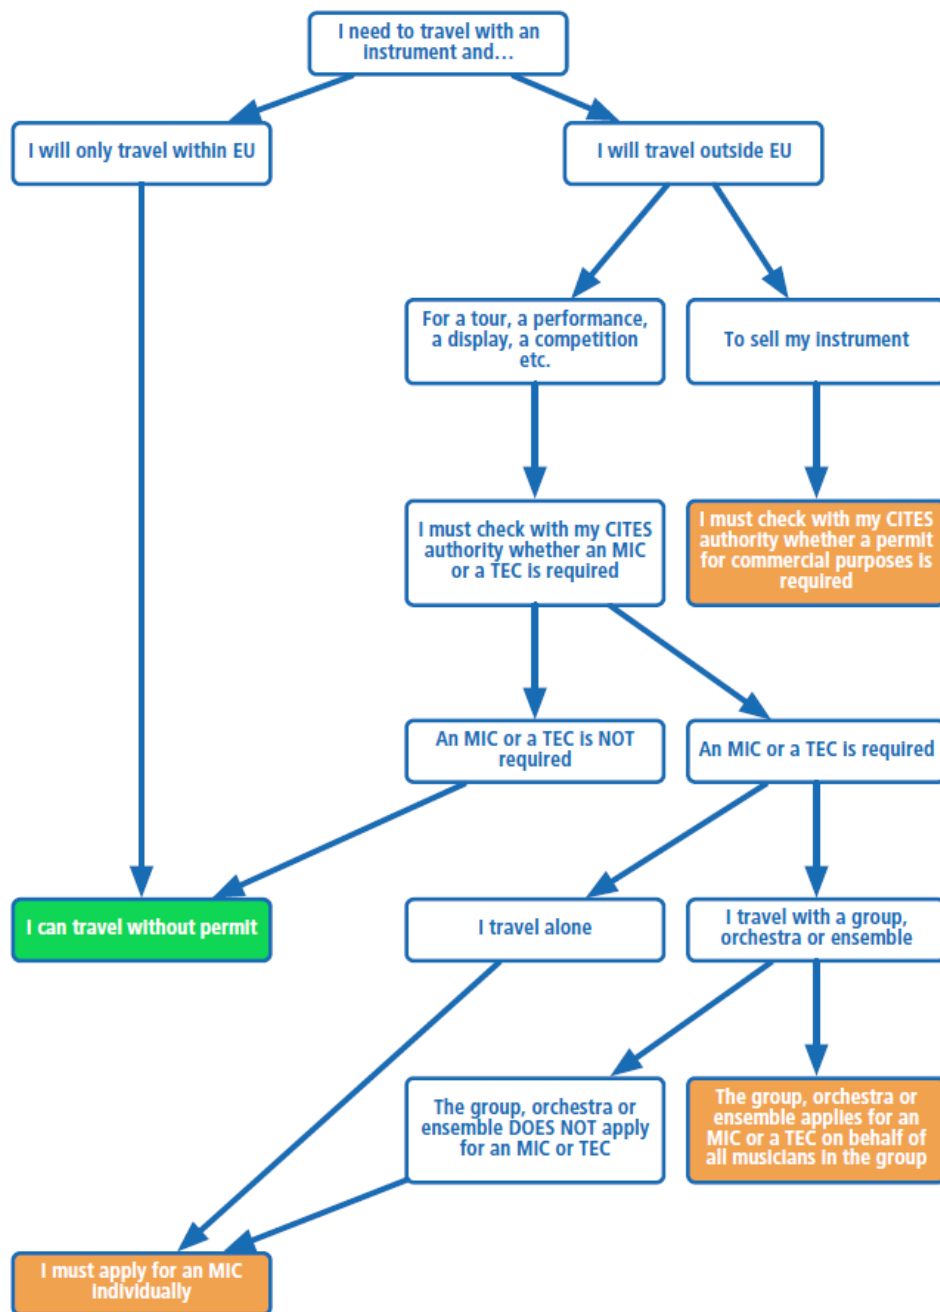 I need to travel with an
instrument and...
I will only travel within EU
I will travel outside EU
For a tour, a performance,
a display, a competition
etc.
To sell my instrument
I must check with my CITES
authority whether an MIC
or a TEC is required
I must check with my CITES
authority whether a permit
for commercial purposes is
required
An MIC or a TEC is NOT
required
An MIC or a TEC is required
I can travel without permit
I travel alone
I travel with a group,
orchestra or ensemble
The group, orchestra or
ensemble DOES NOT apply
for an MIC or TEC
The group, orchestra or
ensemble applies for an
MIC or a TEC on behalf of
all musicians in the group
I must apply for an MIC
individually